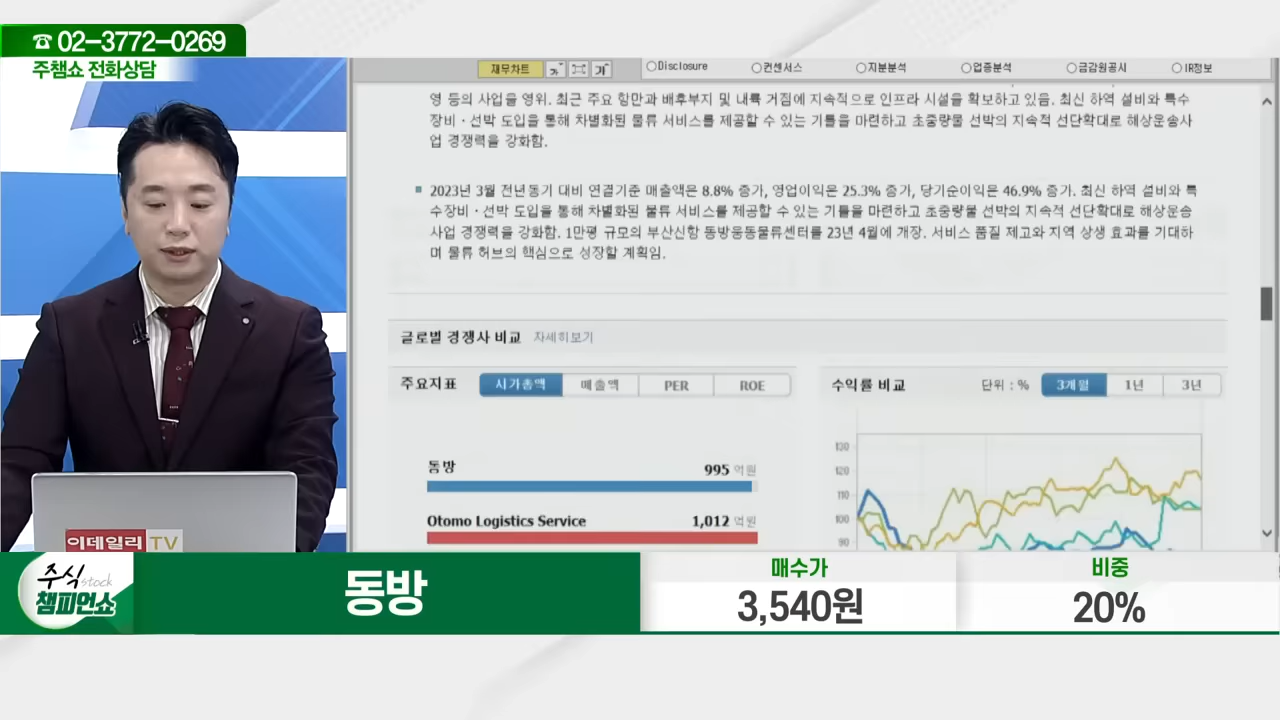 ☎ 02-3772-0269
주챔쇼 전화상담
재무차트
Disclosure
컨센서스
지분분석
업종분석
금감원공시
IR정보
영 등의 사업을 영위. 최근 주요 항만과 배후부지 및 내륙 거점에 지속적으로 인프라 시설을 확보하고 있음. 최신 하역 설비와 특수
장비・선박 도입을 통해 차별화된 물류 서비스를 제공할 수 있는 기틀을 마련하고 초중량물 선박의 지속적 선단확대로 해상운송사
업 경쟁력을 강화함.
2023년 3월 전년동기 대비 연결기준 매출액은 8.8% 증가, 영업이익은 25.3% 증가, 당기순이익은 46.9% 증가. 최신 하역 설비와 특
수장비・선박 도입을 통해 차별화된 물류 서비스를 제공할 수 있는 기틀을 마련하고 초중량물 선박의 지속적 선단확대로 해상운송
사업 경쟁력을 강화함. 1만평 규모의 부산신항 동방웅동물류센터를 23년 4월에 개장. 서비스 품질 제고와 지역 상생 효과를 기대하
며 물류 허브의 핵심으로 성장할 계획임.
글로벌 경쟁사 비교 자세히보기
주요지표
시가총액
매출액
PER
ROE
수익률 비교
단위 : %
3개월
1년
3년
동방
995 억원
Otomo Logistics Service
1,012 억원
130
120
110
100
90
이데일리 TV
주식 stock
챔피언쇼
동방
매수가
3,540원
비중
20%